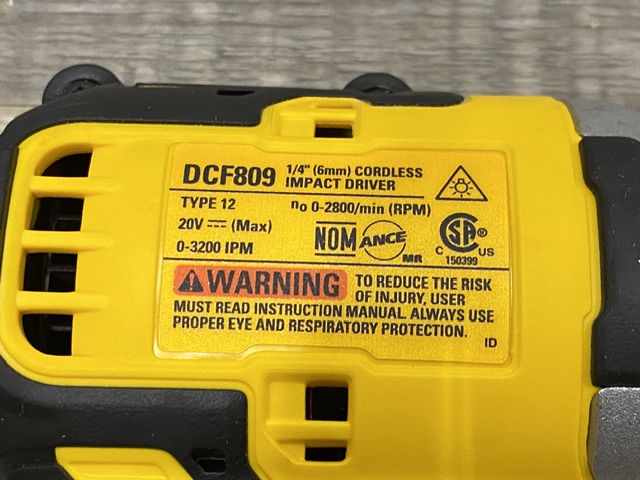 DCF809 1/4" (6mm) CORDLESS
IMPACT DRIVER
TYPE 12 no 0-2800/min (RPM)
20V ⎓ (Max)
0-3200 IPM
NOM ANCE MR
C SA ® US
150399
WARNING TO REDUCE THE RISK
OF INJURY, USER
MUST READ INSTRUCTION MANUAL. ALWAYS USE
PROPER EYE AND RESPIRATORY PROTECTION.
ID